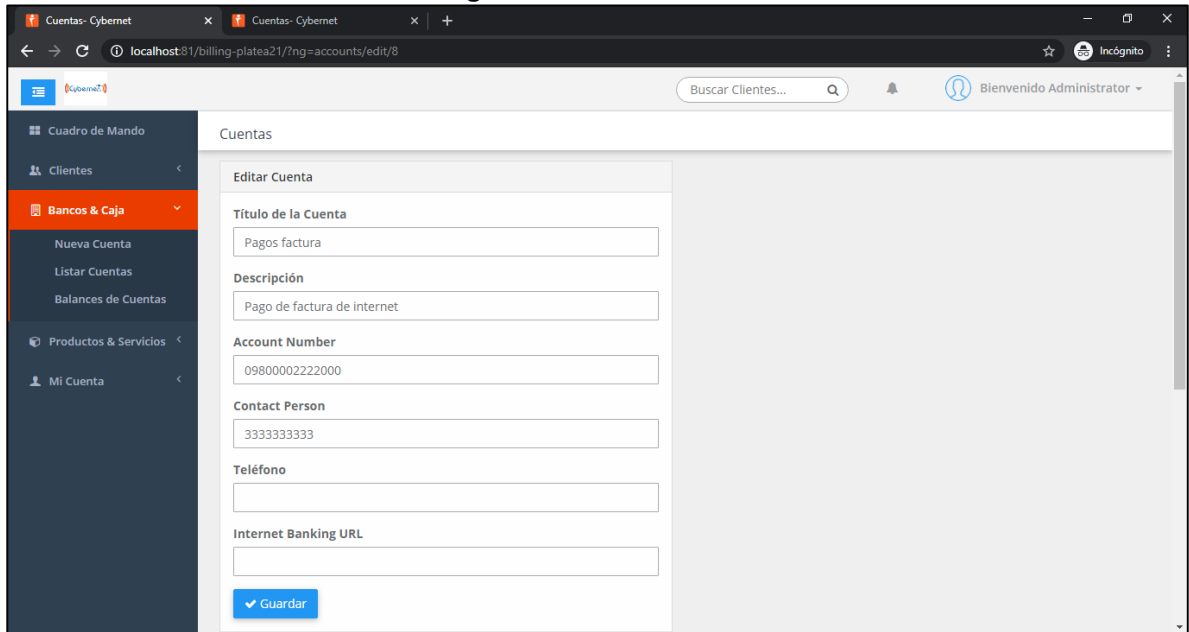 Cuentas- Cybernet
Cuentas- Cybernet
localhost:81/billing-platea21/?ng=accounts/edit/8
Incógnito
Cybernet
Buscar Clientes...
Bienvenido Administrator
Cuadro de Mando
Cuentas
Clientes
Editar Cuenta
Bancos & Caja
Título de la Cuenta
Nueva Cuenta
Pagos factura
Listar Cuentas
Descripción
Balances de Cuentas
Pago de factura de internet
Productos & Servicios
Account Number
09800002222000
Mi Cuenta
Contact Person
3333333333
Teléfono
Internet Banking URL
Guardar